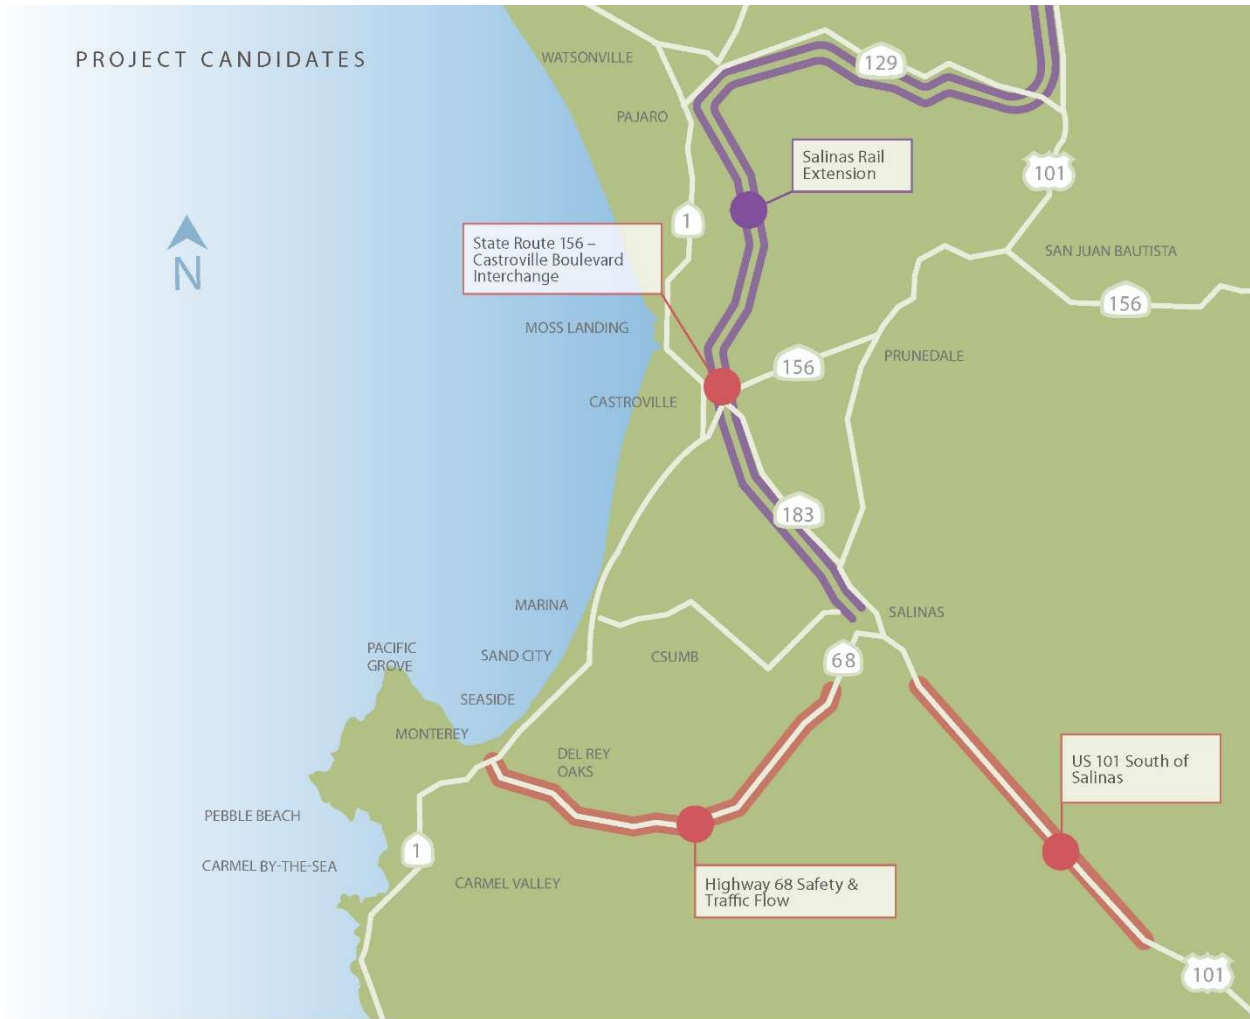 PROJECT CANDIDATES
WATSONVILLE
129
PAJARO
Salinas Rail
Extension
101
1
State Route 156 –
Castroville Boulevard
Interchange
N
SAN JUAN BAUTISTA
156
MOSS LANDING
PRUNEDALE
156
CASTROVILLE
183
MARINA
SALINAS
PACIFIC
GROVE
SAND CITY
CSUMB
68
SEASIDE
MONTEREY
DEL REY
OAKS
US 101 South of
Salinas
PEBBLE BEACH
1
CARMEL BY-THE-SEA
CARMEL VALLEY
Highway 68 Safety &
Traffic Flow
101